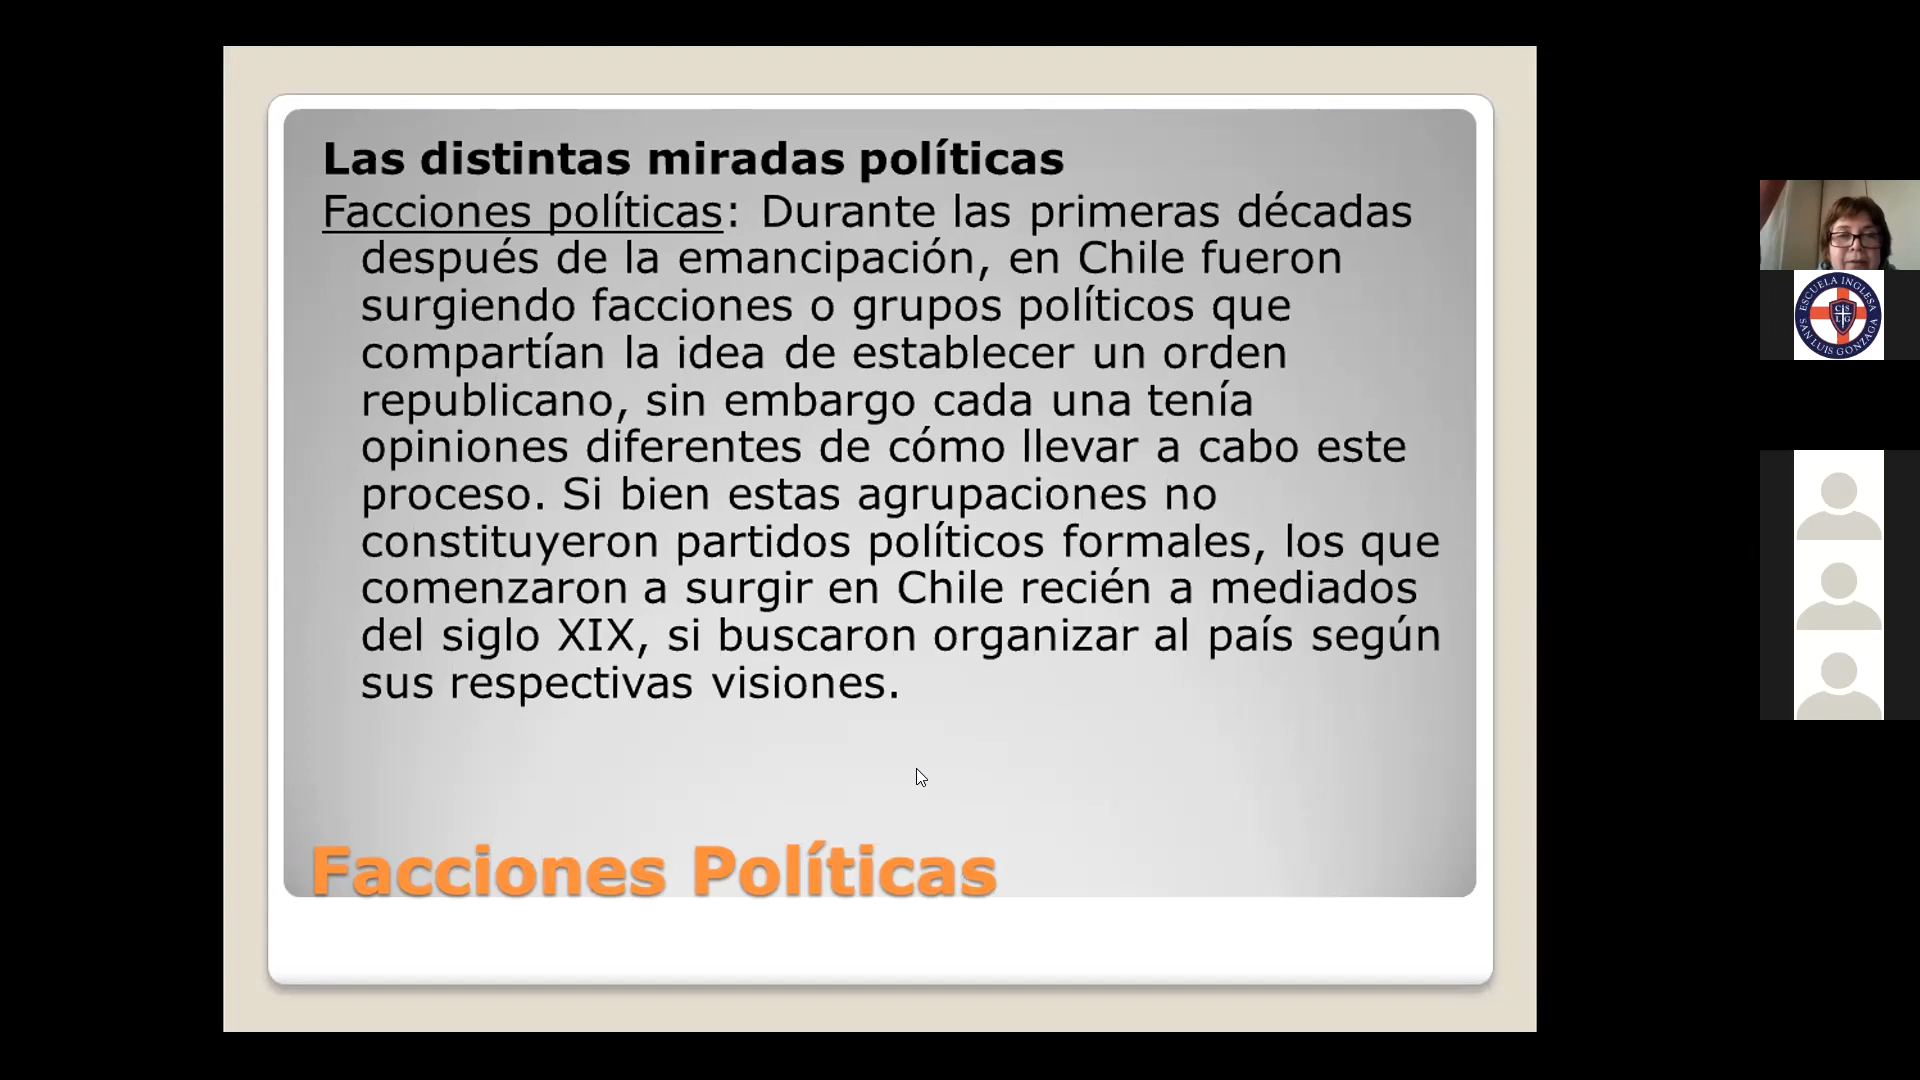 Las distintas miradas políticas
Facciones políticas: Durante las primeras décadas
después de la emancipación, en Chile fueron
surgiendo facciones o grupos políticos que
compartían la idea de establecer un orden
republicano, sin embargo cada una tenía
opiniones diferentes de cómo llevar a cabo este
proceso. Si bien estas agrupaciones no
constituyeron partidos políticos formales, los que
comenzaron a surgir en Chile recién a mediados
del siglo XIX, si buscaron organizar al país según
sus respectivas visiones.
Facciones Políticas
ESCUELA INGLESA
SAN LUIS GONZAGA